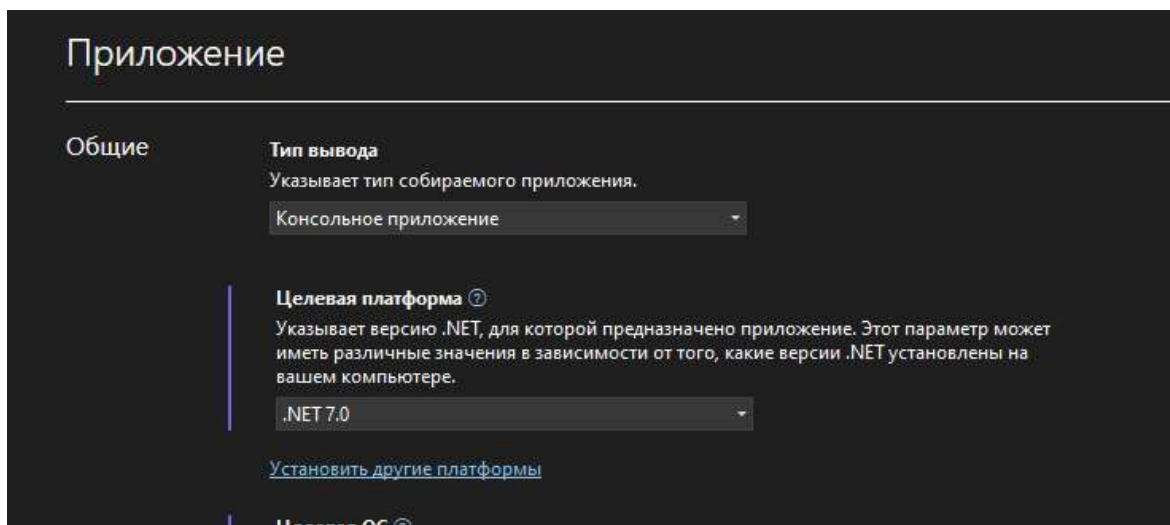 Приложение
Общие
Тип вывода
Указывает тип собираемого приложения.
Консольное приложение
Целевая платформа
Указывает версию .NET, для которой предназначено приложение. Этот параметр может
иметь различные значения в зависимости от того, какие версии .NET установлены на
вашем компьютере.
.NET 7.0
Установить другие платформы
Целевая ОС